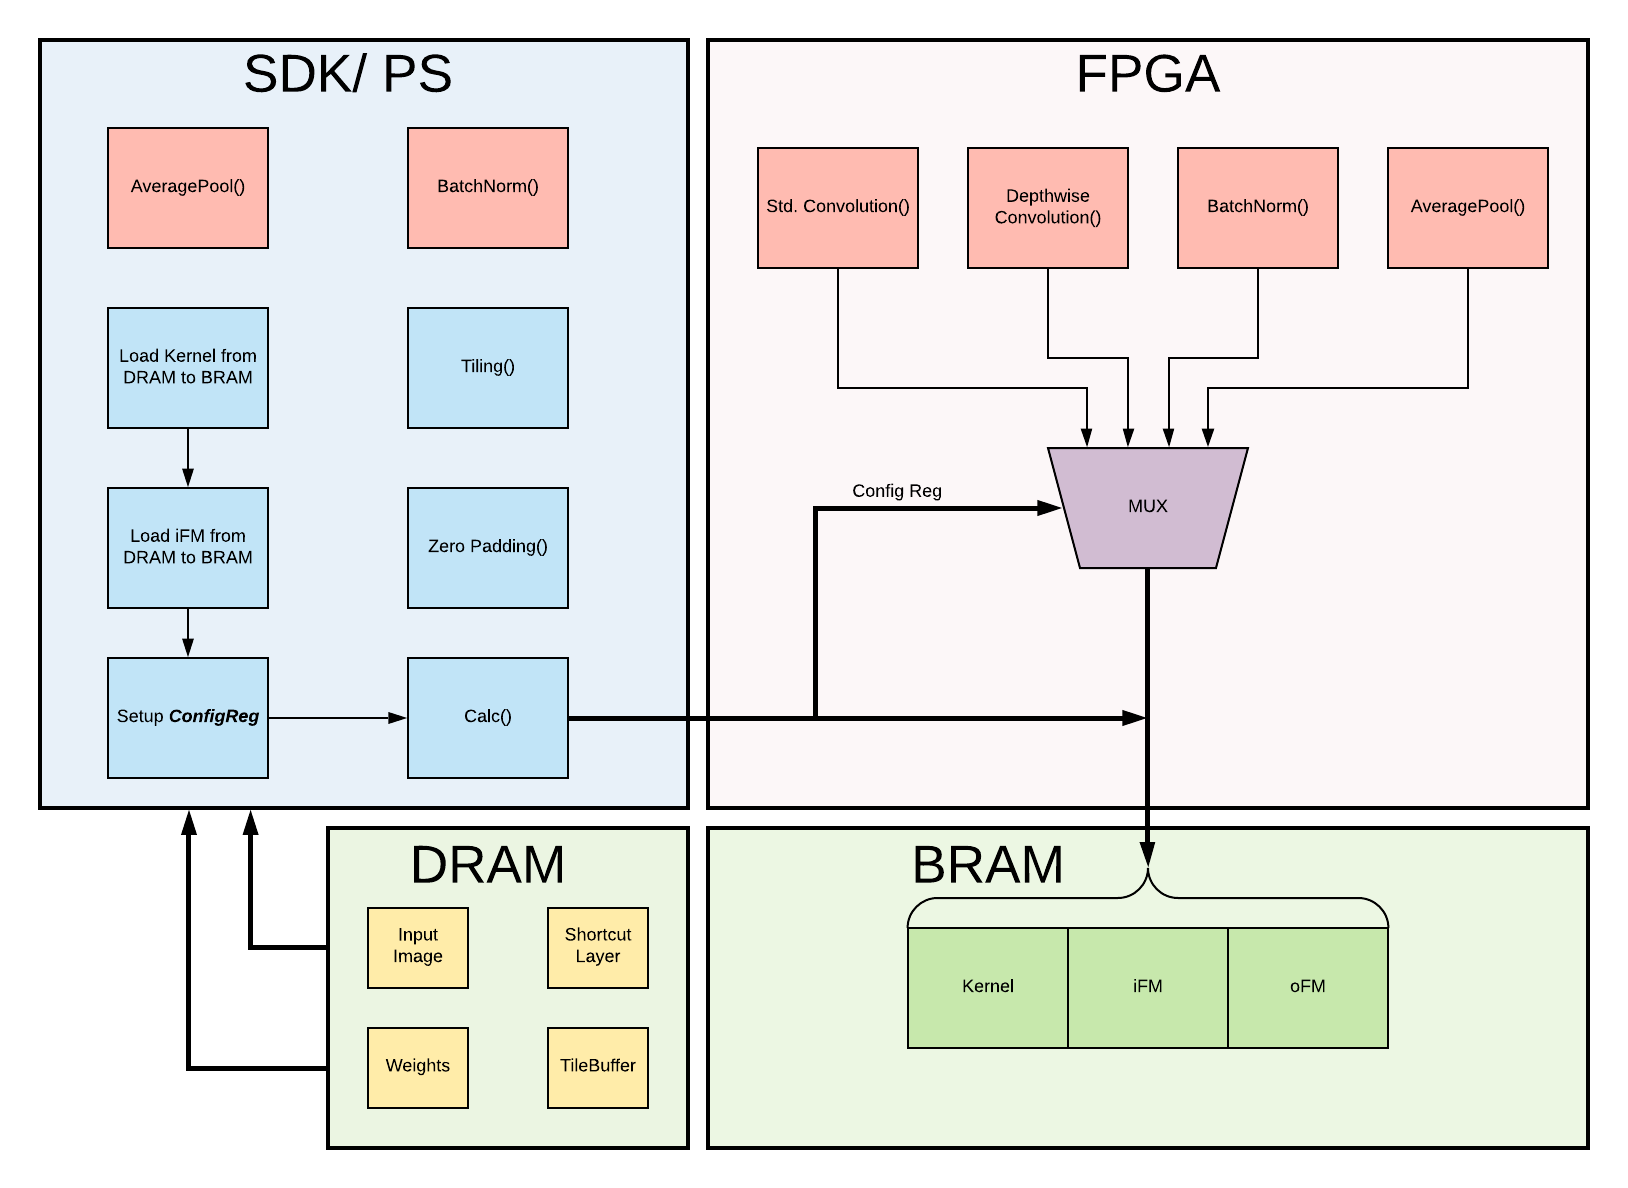 SDK/ PS
AveragePool()
BatchNorm()
Load Kernel from
DRAM to BRAM
Tiling()
Load iFM from
DRAM to BRAM
Zero Padding()
Setup ConfigReg
Calc()
FPGA
Std. Convolution()
Depthwise
Convolution()
BatchNorm()
AveragePool()
Config Reg
MUX
DRAM
Input
Image
Shortcut
Layer
Weights
TileBuffer
BRAM
Kernel
iFM
oFM